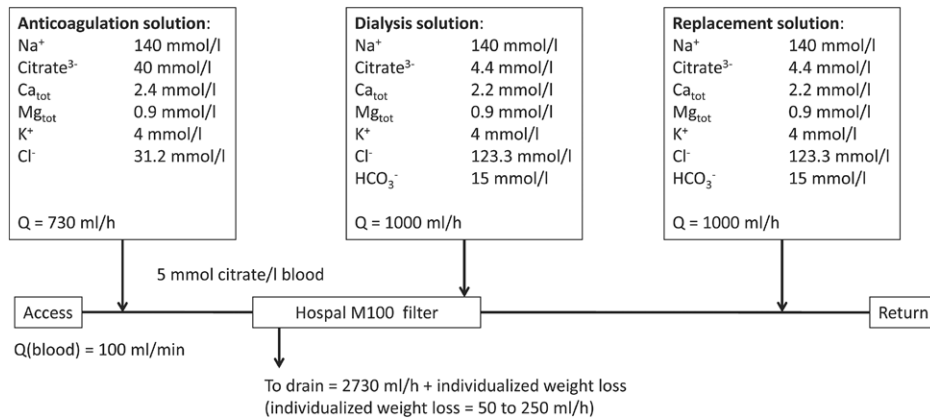 Anticoagulation solution:
Na⁺ 140 mmol/l
Citrate³⁻ 40 mmol/l
Ca_tot 2.4 mmol/l
Mg_tot 0.9 mmol/l
K⁺ 4 mmol/l
Cl⁻ 31.2 mmol/l
Q = 730 ml/h
Dialysis solution:
Na⁺ 140 mmol/l
Citrate³⁻ 4.4 mmol/l
Ca_tot 2.2 mmol/l
Mg_tot 0.9 mmol/l
K⁺ 4 mmol/l
Cl⁻ 123.3 mmol/l
HCO₃⁻ 15 mmol/l
Q = 1000 ml/h
Replacement solution:
Na⁺ 140 mmol/l
Citrate³⁻ 4.4 mmol/l
Ca_tot 2.2 mmol/l
Mg_tot 0.9 mmol/l
K⁺ 4 mmol/l
Cl⁻ 123.3 mmol/l
HCO₃⁻ 15 mmol/l
Q = 1000 ml/h
5 mmol citrate/l blood
Access
Hospal M100 filter
Return
Q(blood) = 100 ml/min
To drain = 2730 ml/h + individualized weight loss
(individualized weight loss = 50 to 250 ml/h)